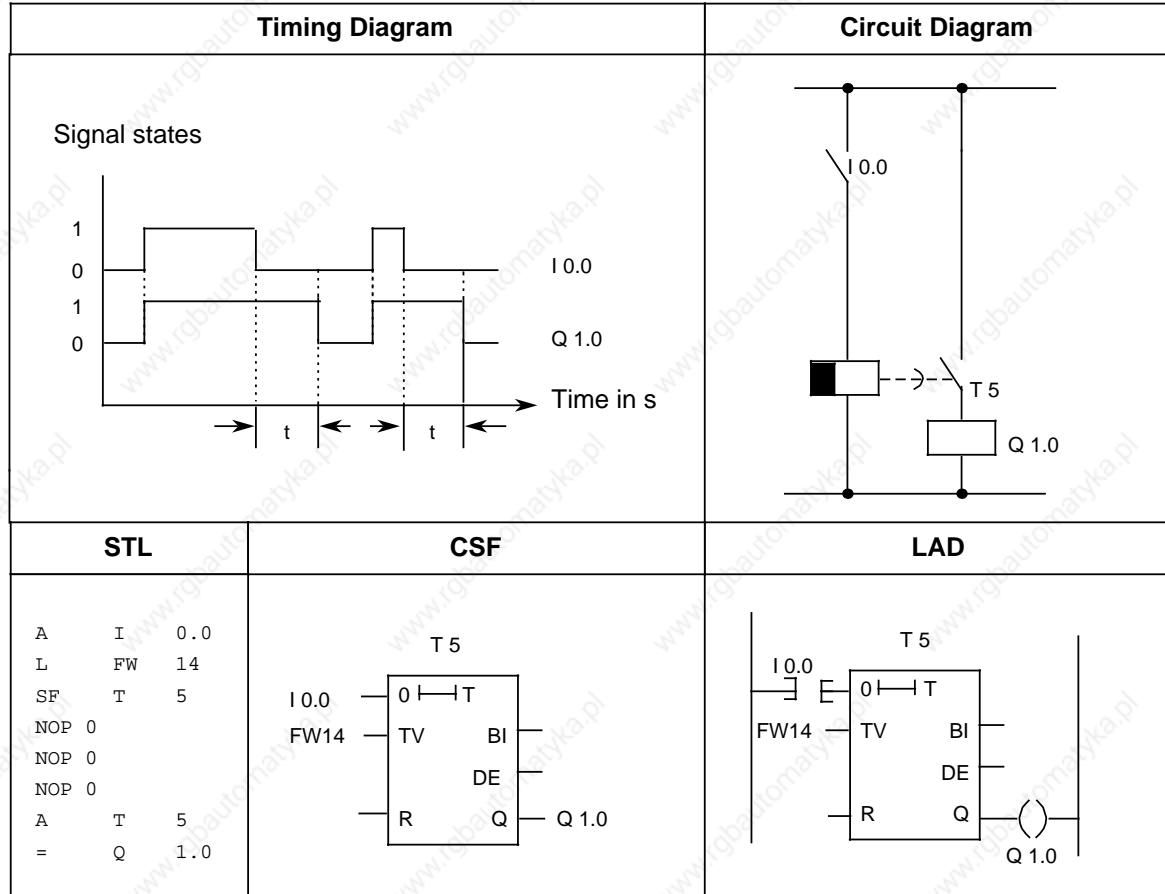 Timing Diagram
Circuit Diagram
Signal states
1
0
I 0.0
1
0
Q 1.0
Time in s
t
t
I 0.0
T 5
Q 1.0
STL
CSF
LAD
A I 0.0
L FW 14
SF T 5
NOP 0
NOP 0
NOP 0
A T 5
= Q 1.0
T 5
I 0.0
0 T
FW14
TV
BI
DE
R
Q
Q 1.0
T 5
I 0.0
0 T
FW14
TV
BI
DE
R
Q
Q 1.0
www.rgbautomatyka.pl